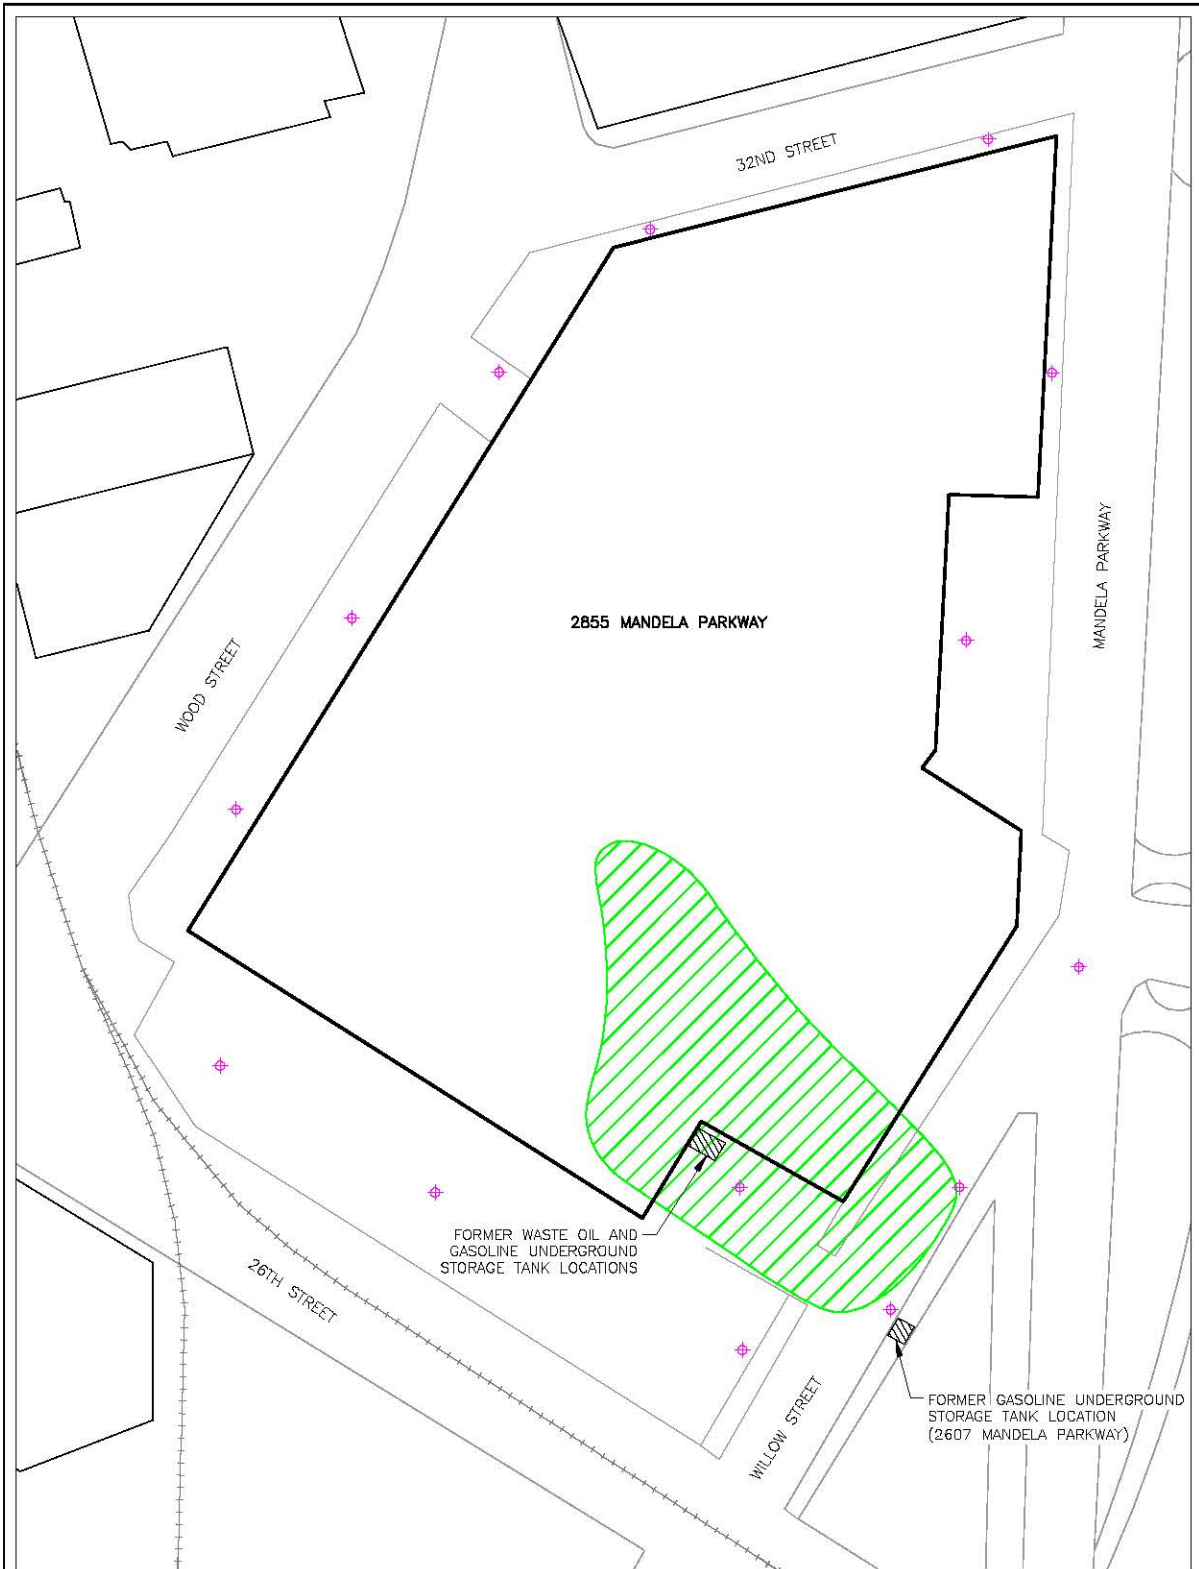 32ND STREET
MANDELA PARKWAY
2855 MANDELA PARKWAY
WOOD STREET
FORMER WASTE OIL AND
GASOLINE UNDERGROUND
STORAGE TANK LOCATIONS
26TH STREET
WILLOW STREET
FORMER GASOLINE UNDERGROUND
STORAGE TANK LOCATION
(2607 MANDELA PARKWAY)